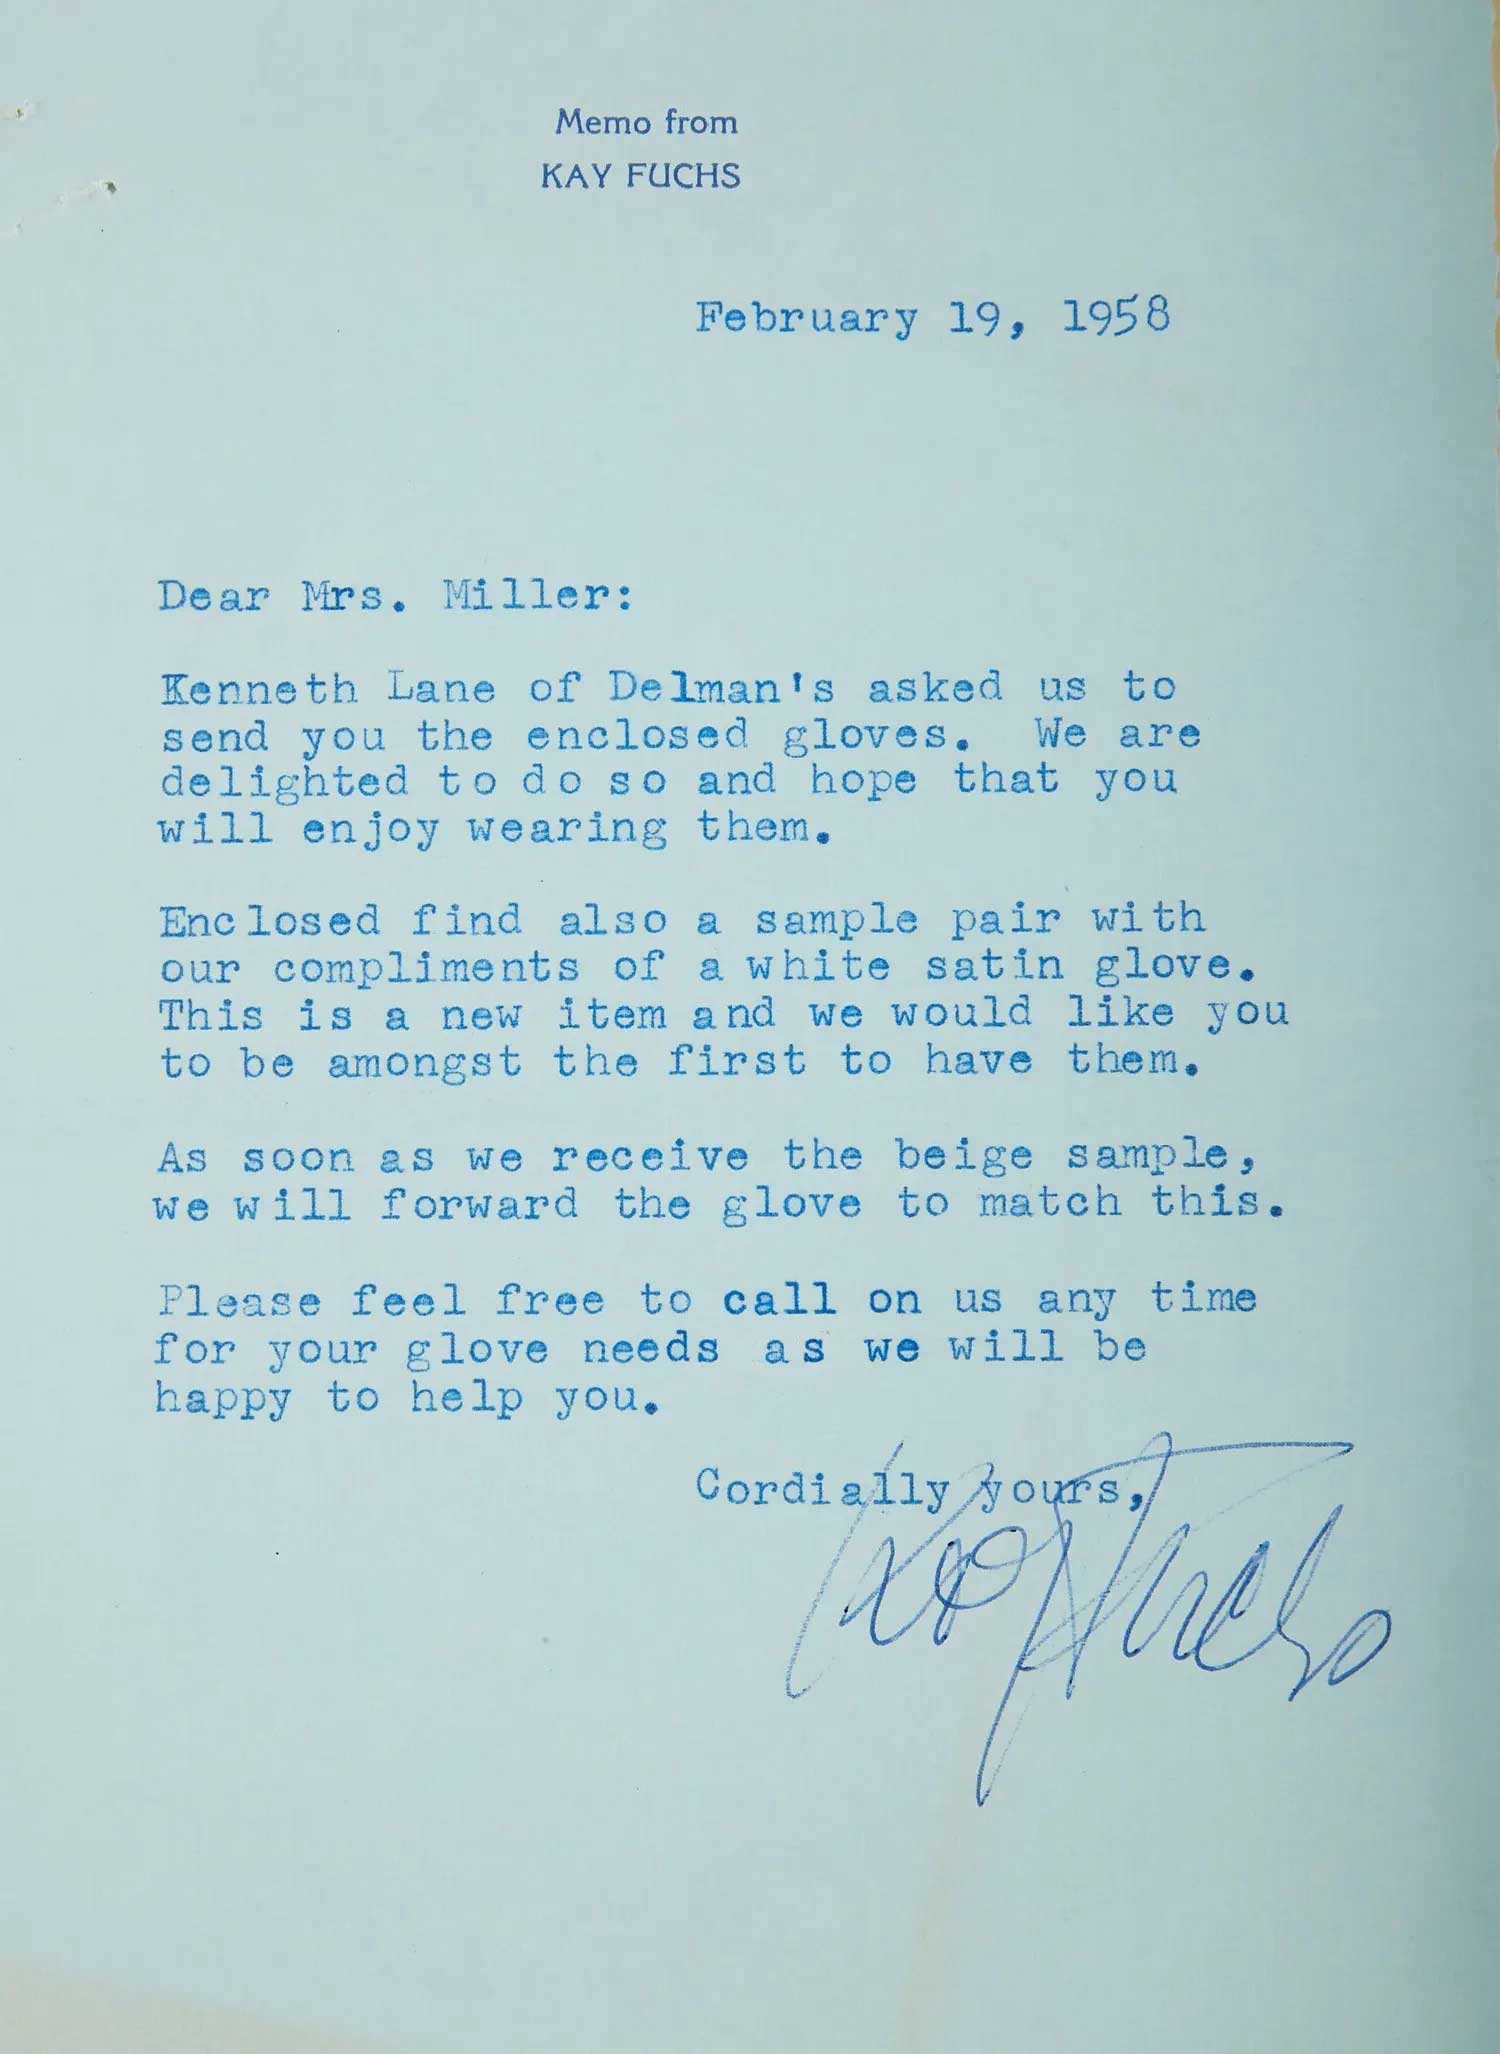 Memo from
KAY FUCHS
February 19, 1958
Dear Mrs. Miller:
Kenneth Lane of Delman's asked us to
send you the enclosed gloves. We are
delighted to do so and hope that you
will enjoy wearing them.
Enclosed find also a sample pair with
our compliments of a white satin glove.
This is a new item and we would like you
to be amongst the first to have them.
As soon as we receive the beige sample,
we will forward the glove to match this.
Please feel free to call on us any time
for your glove needs as we will be
happy to help you.
Cordially yours,
Kay Fuchs